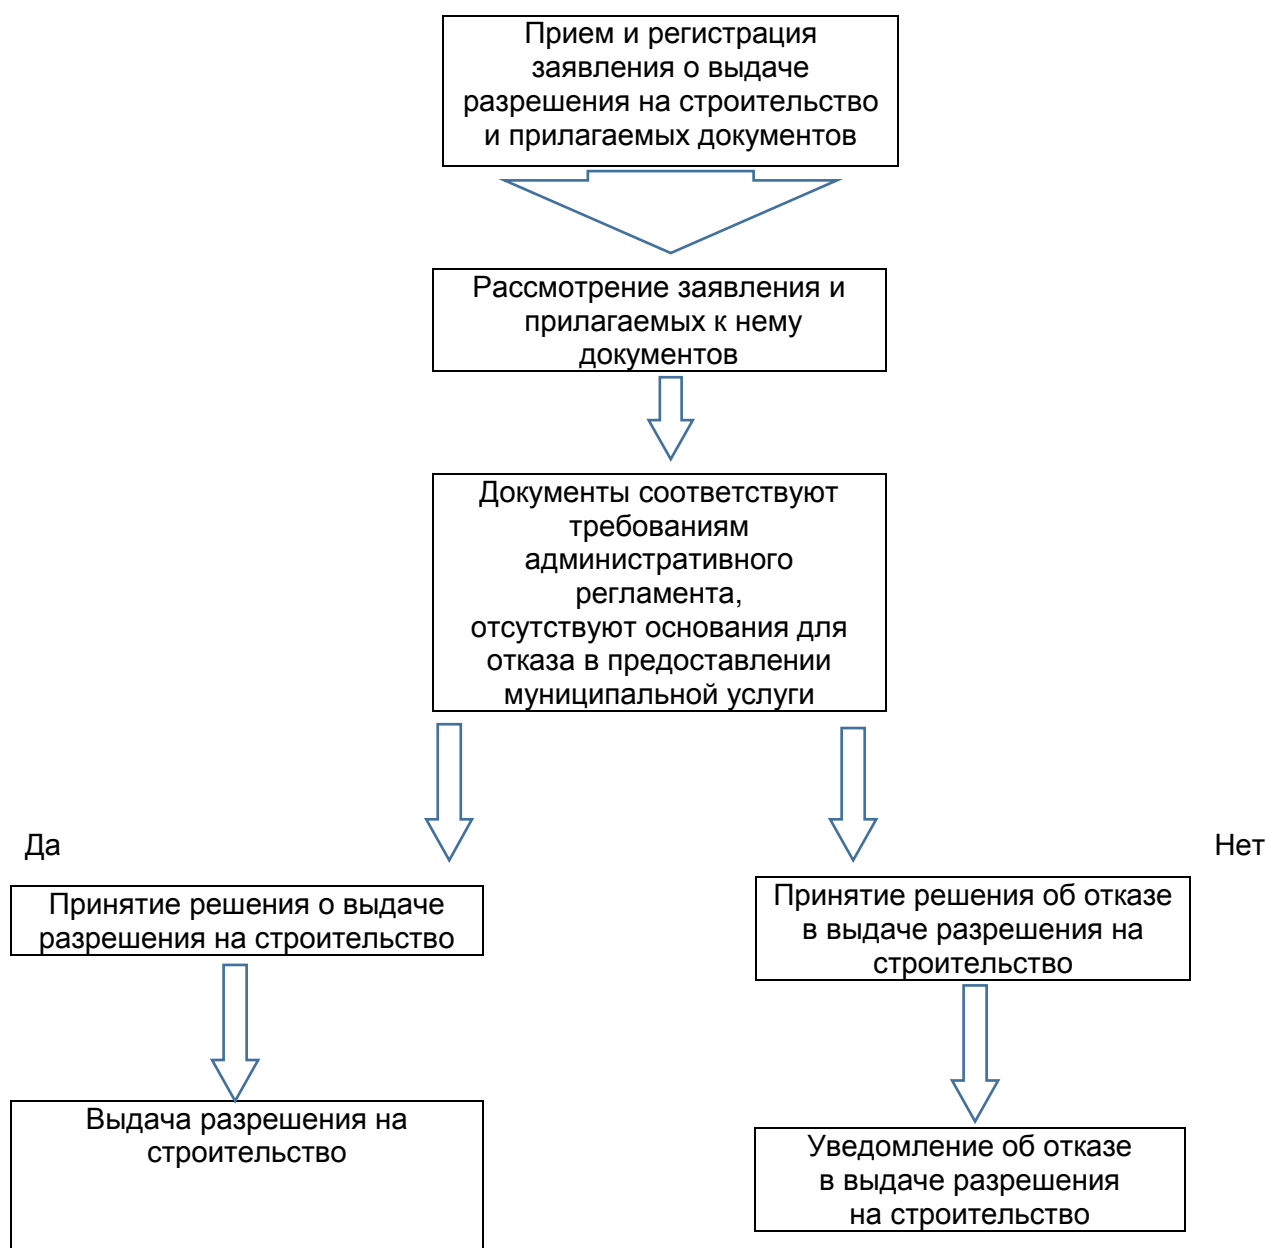 Прием и регистрация
заявления о выдаче
разрешения на строительство
и прилагаемых документов
Рассмотрение заявления и
прилагаемых к нему
документов
Документы соответствуют
требованиям
административного
регламента,
отсутствуют основания для
отказа в предоставлении
муниципальной услуги
Да
Нет
Принятие решения о выдаче
разрешения на строительство
Принятие решения об отказе
в выдаче разрешения на
строительство
Выдача разрешения на
строительство
Уведомление об отказе
в выдаче разрешения
на строительство